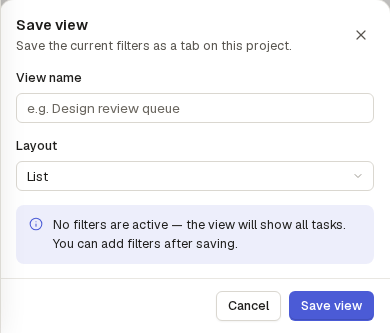 Save view
Save the current filters as a tab on this project.
View name
e.g. Design review queue
Layout
List
No filters are active — the view will show all tasks.
You can add filters after saving.
Cancel
Save view